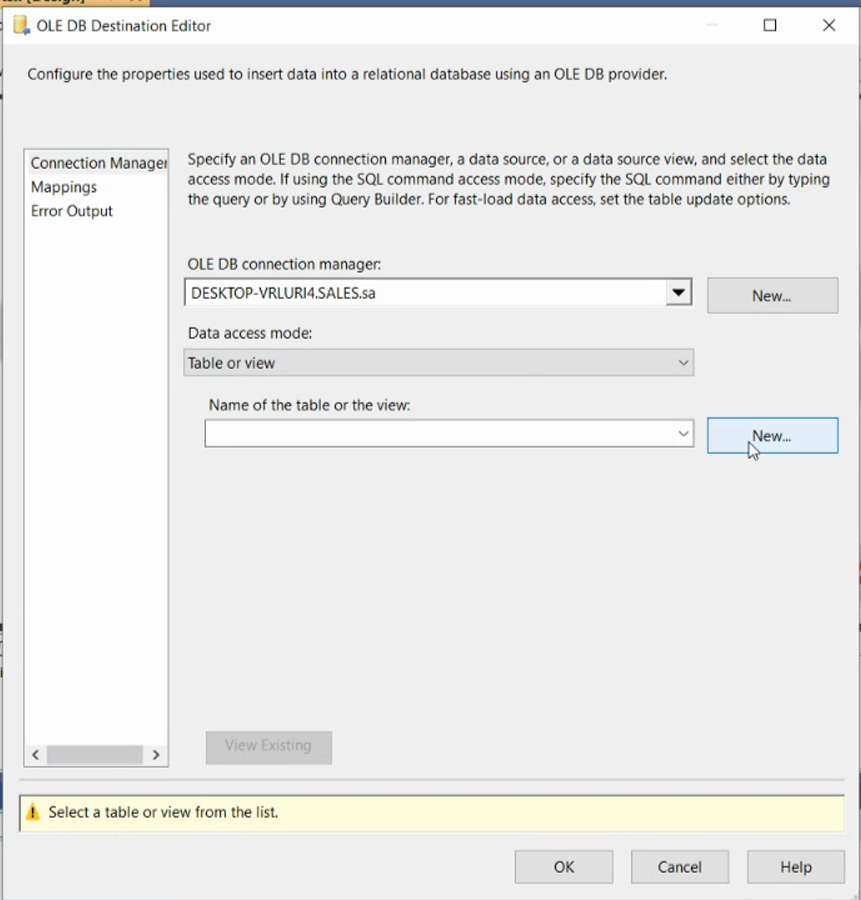 OLE DB Destination Editor
Configure the properties used to insert data into a relational database using an OLE DB provider.
Connection Manager
Mappings
Error Output
Specify an OLE DB connection manager, a data source, or a data source view, and select the data
access mode. If using the SQL command access mode, specify the SQL command either by typing
the query or by using Query Builder. For fast-load data access, set the table update options.
OLE DB connection manager:
DESKTOP-VRLURI4.SALES.sa
New...
Data access mode:
Table or view
Name of the table or the view:
New...
View Existing
Select a table or view from the list.
OK
Cancel
Help